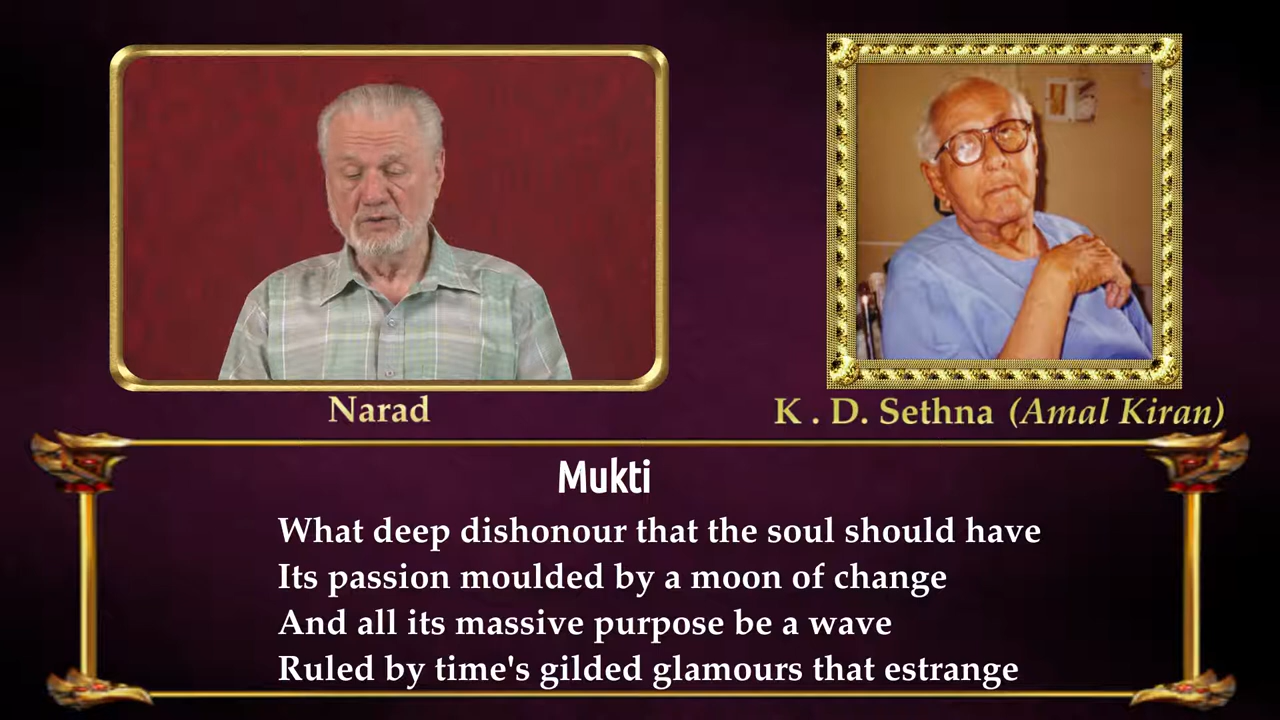 Narad
K . D. Sethna (Amal Kiran)
Mukti
What deep dishonour that the soul should have
Its passion moulded by a moon of change
And all its massive purpose be a wave
Ruled by time's gilded glamours that estrange